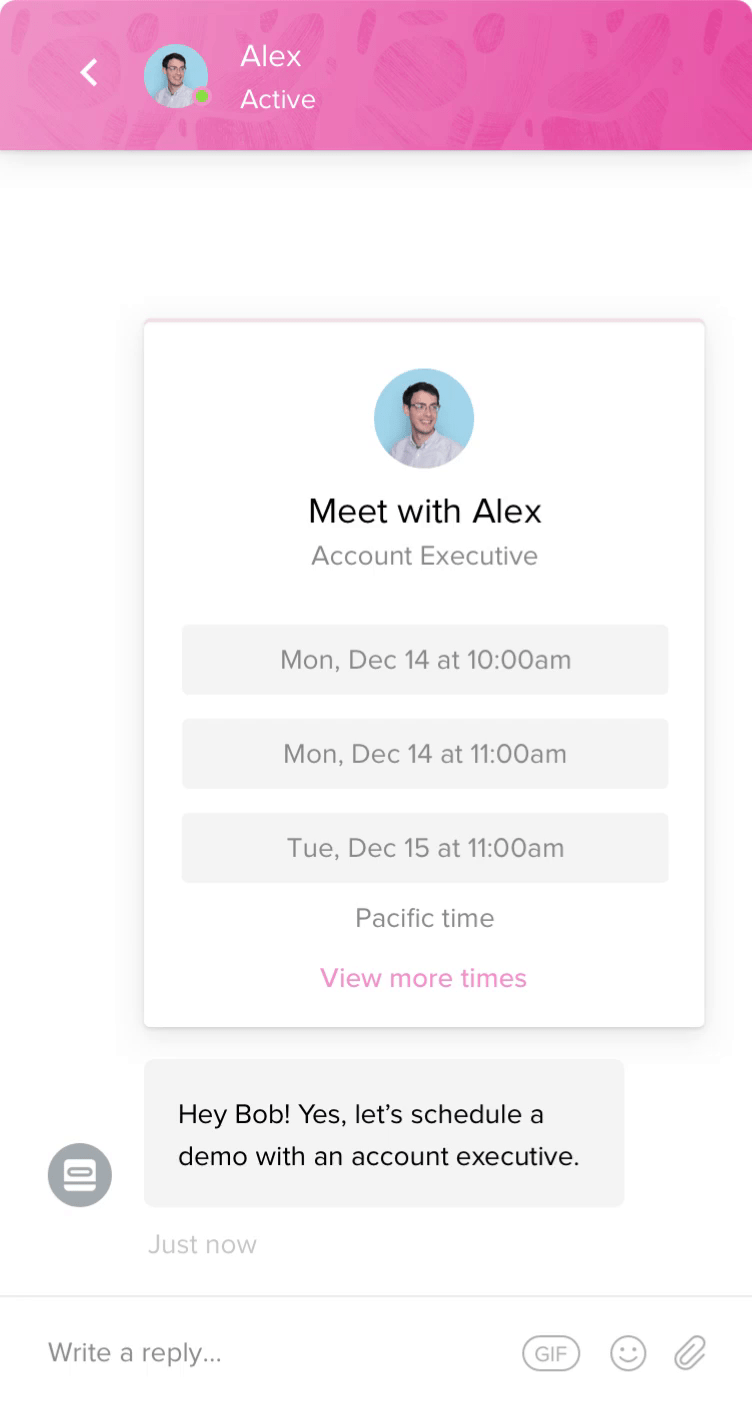 Alex
Active
Meet with Alex
Account Executive
Mon, Dec 14 at 10:00am
Mon, Dec 14 at 11:00am
Tue, Dec 15 at 11:00am
Pacific time
View more times
Hey Bob! Yes, let’s schedule a
demo with an account executive.
Just now
Write a reply...
GIF